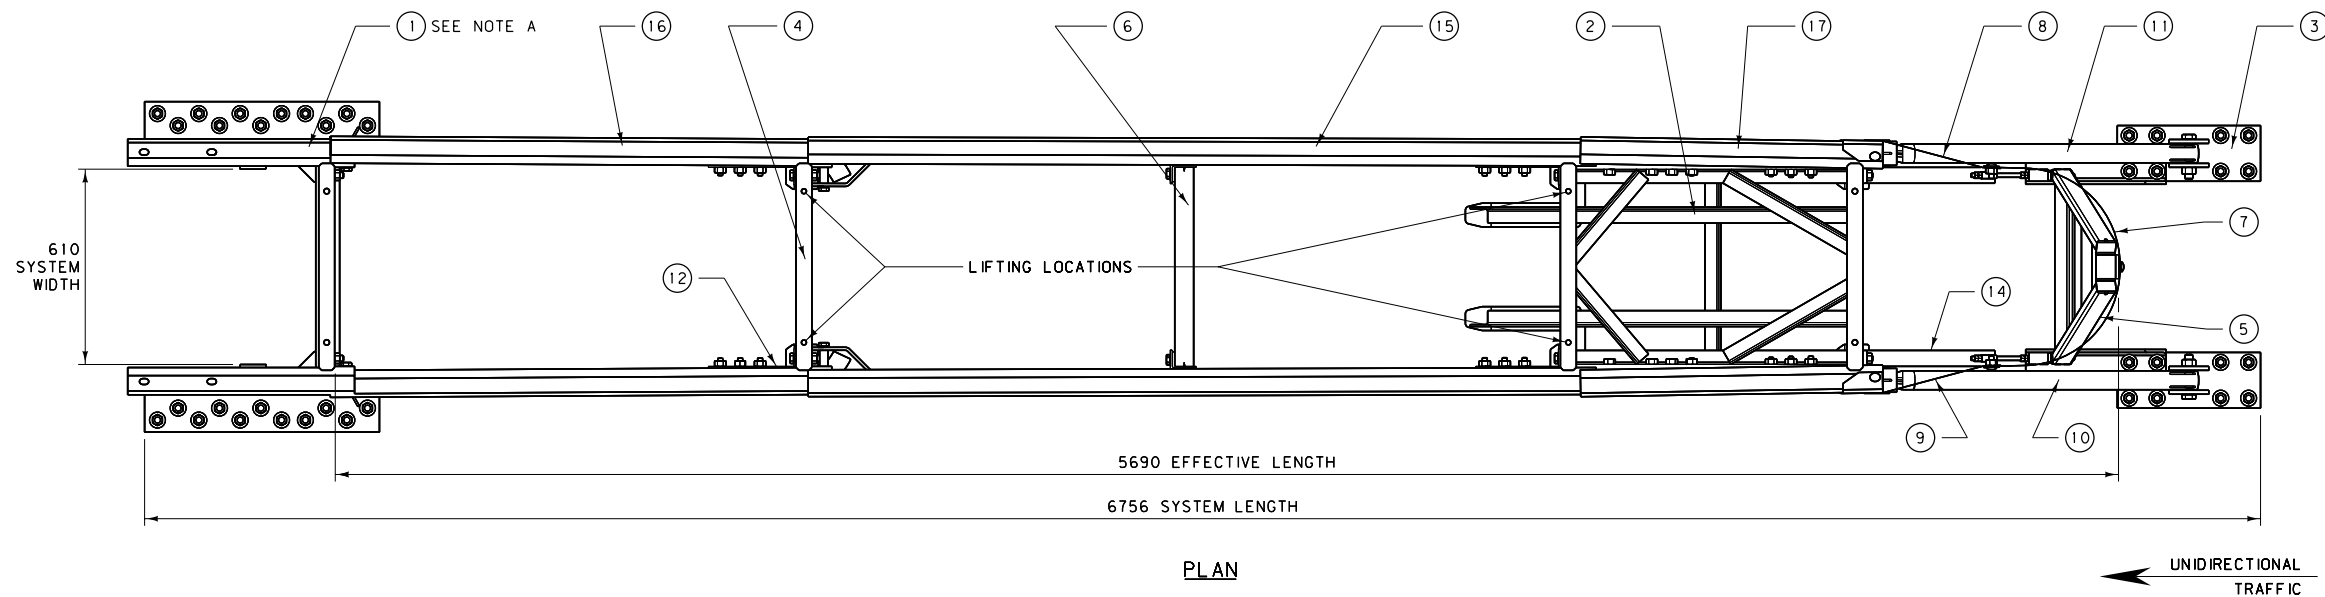 1 SEE NOTE A
16
4
6
15
2
17
8
11
3
7
610
SYSTEM
WIDTH
LIFTING LOCATIONS
12
14
5
9
10
5690 EFFECTIVE LENGTH
6756 SYSTEM LENGTH
PLAN
UNIDIRECTIONAL
TRAFFIC